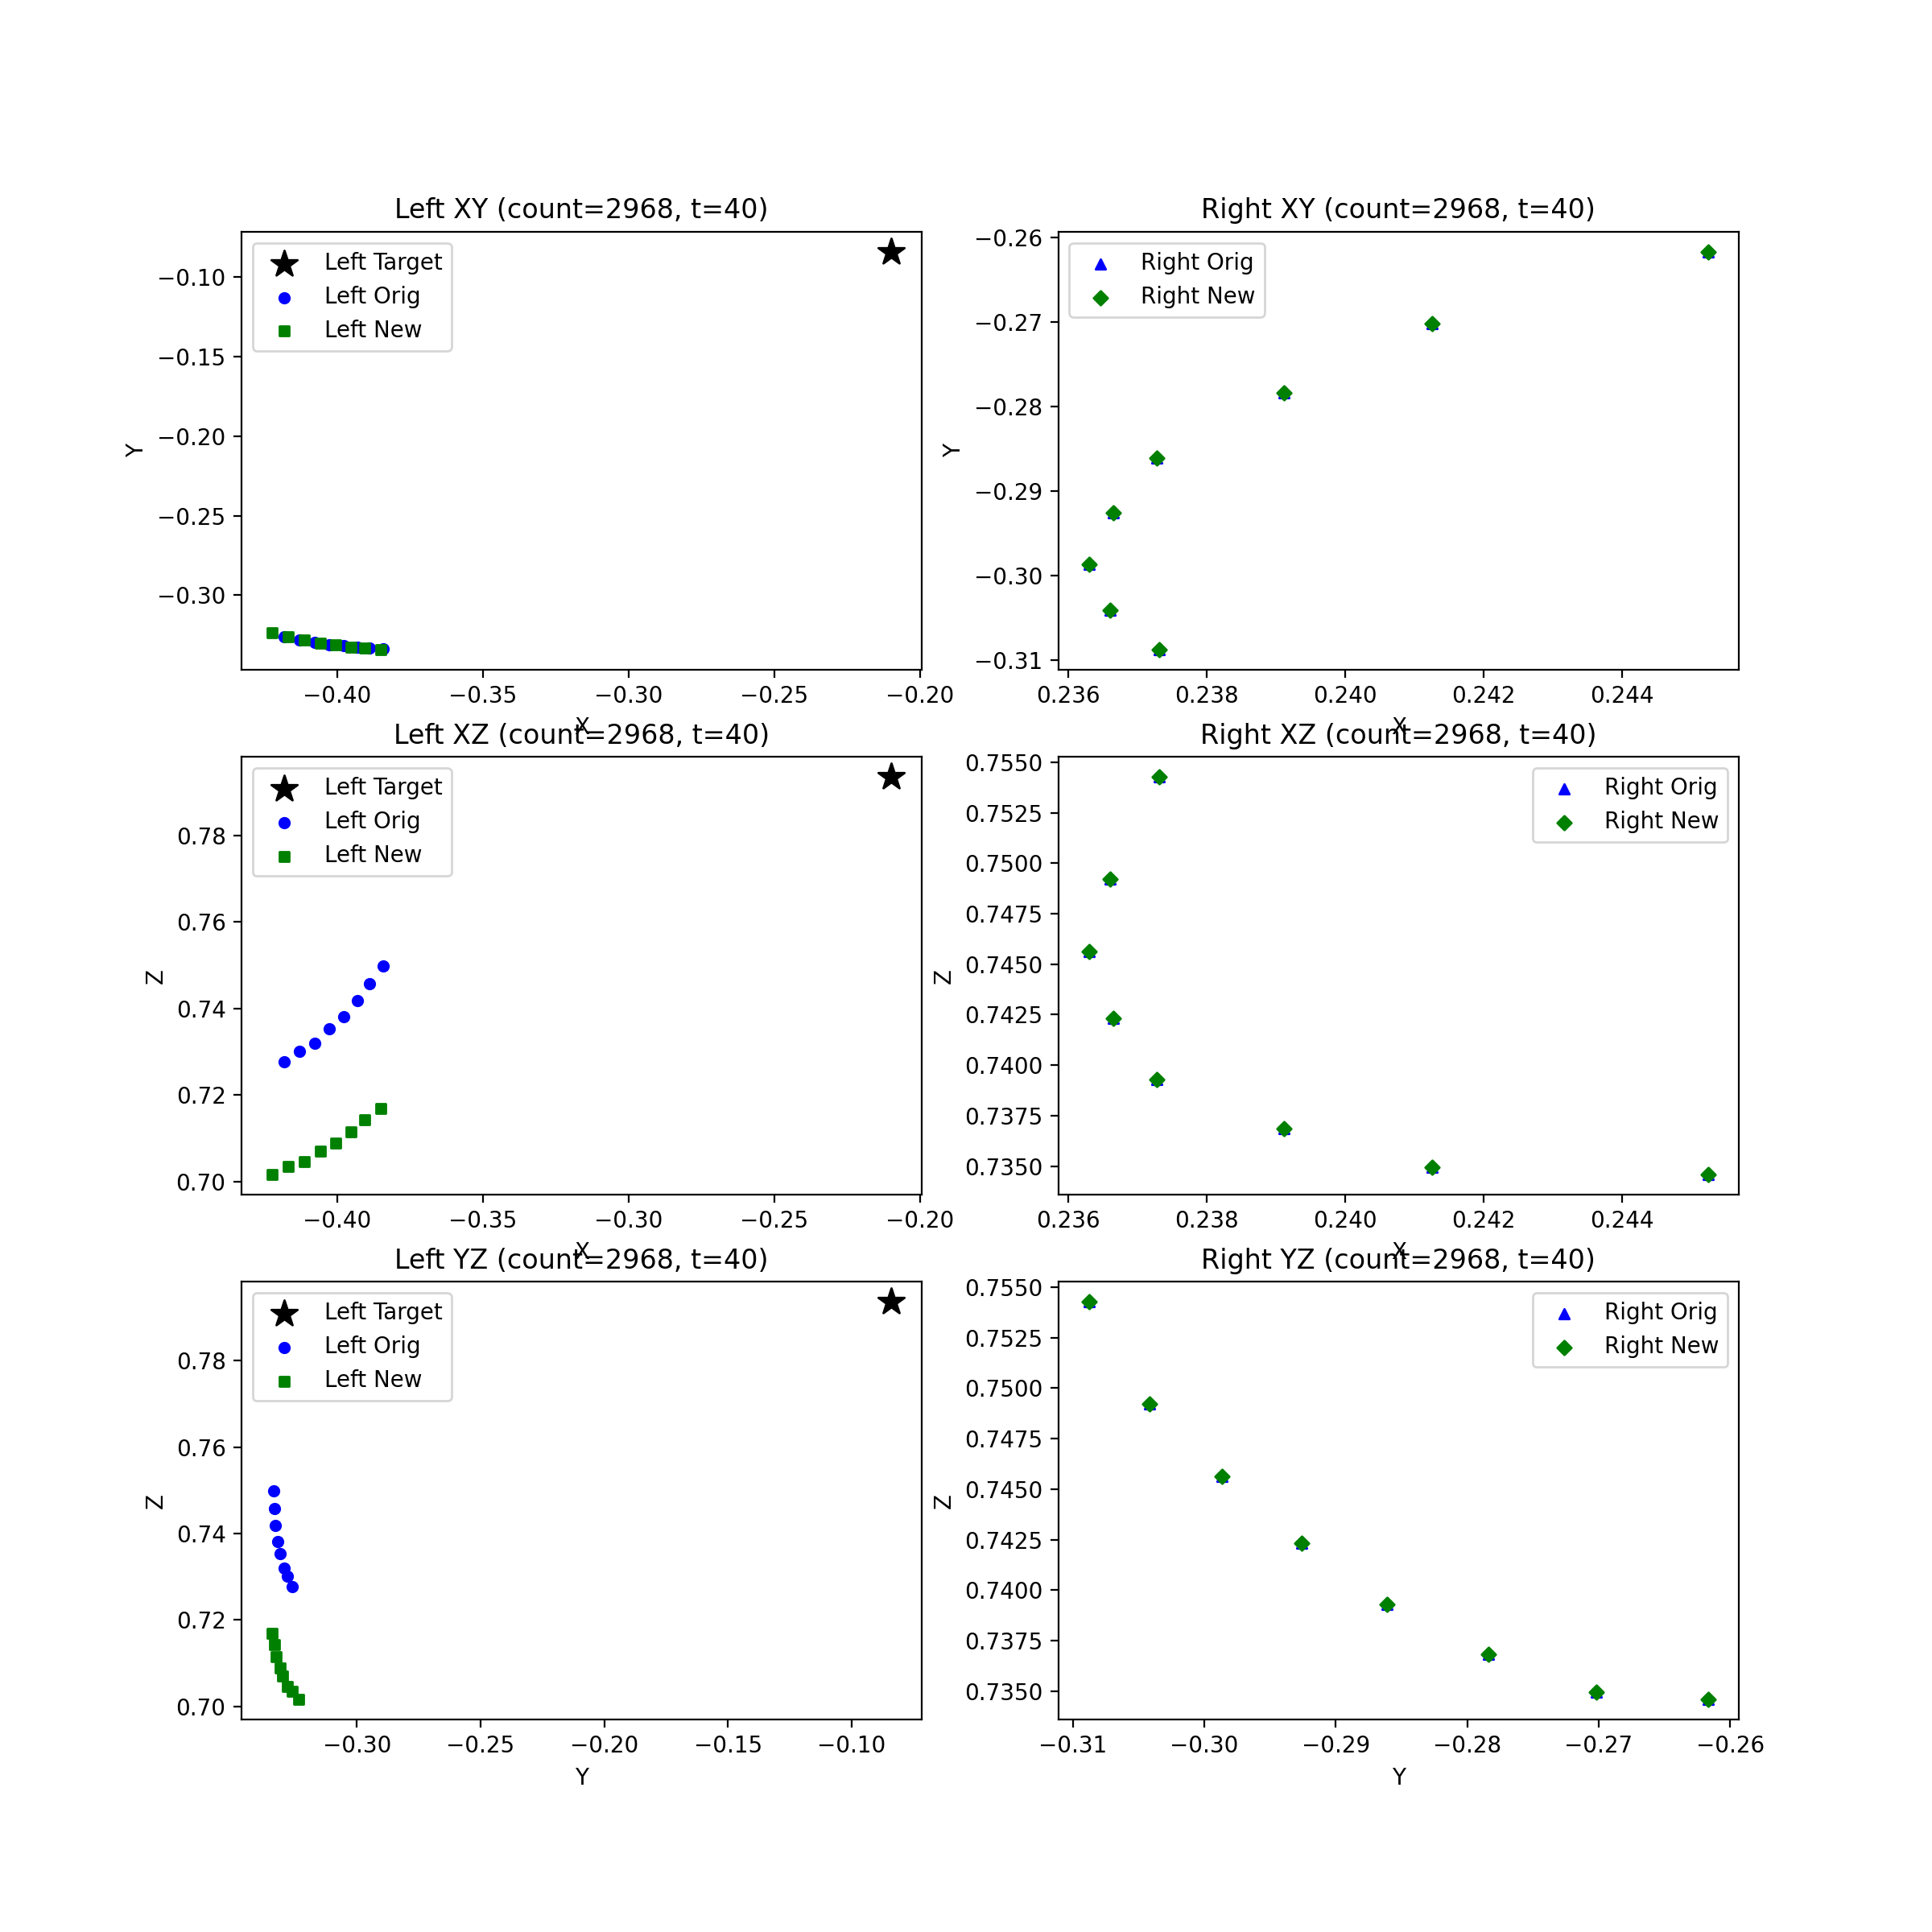 Left XY (count=2968, t=40)
Left Target
Left Orig
Left New
−0.10
−0.15
−0.20
−0.25
−0.30
Y
−0.40
−0.35
−0.30
−0.25
−0.20
X
Right XY (count=2968, t=40)
Right Orig
Right New
−0.26
−0.27
−0.28
−0.29
−0.30
−0.31
Y
0.236
0.238
0.240
0.242
0.244
X
Left XZ (count=2968, t=40)
Left Target
Left Orig
Left New
0.78
0.76
0.74
0.72
0.70
Z
−0.40
−0.35
−0.30
−0.25
−0.20
X
Right XZ (count=2968, t=40)
Right Orig
Right New
0.7550
0.7525
0.7500
0.7475
0.7450
0.7425
0.7400
0.7375
0.7350
Z
0.236
0.238
0.240
0.242
0.244
X
Left YZ (count=2968, t=40)
Left Target
Left Orig
Left New
0.78
0.76
0.74
0.72
0.70
Z
−0.30
−0.25
−0.20
−0.15
−0.10
Y
Right YZ (count=2968, t=40)
Right Orig
Right New
0.7550
0.7525
0.7500
0.7475
0.7450
0.7425
0.7400
0.7375
0.7350
Z
−0.31
−0.30
−0.29
−0.28
−0.27
−0.26
Y